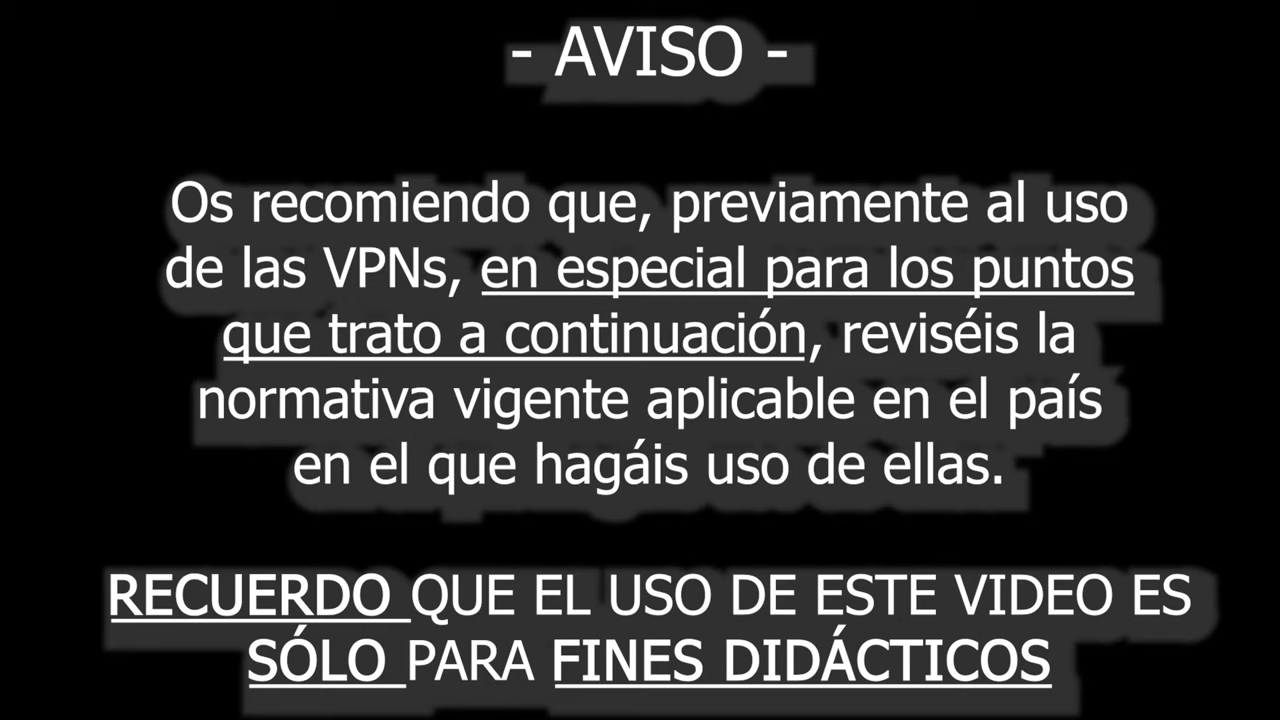 - AVISO -
Os recomiendo que, previamente al uso
de las VPNs, en especial para los puntos
que trato a continuación, reviséis la
normativa vigente aplicable en el país
en el que hagáis uso de ellas.
RECUERDO QUE EL USO DE ESTE VIDEO ES
SÓLO PARA FINES DIDÁCTICOS